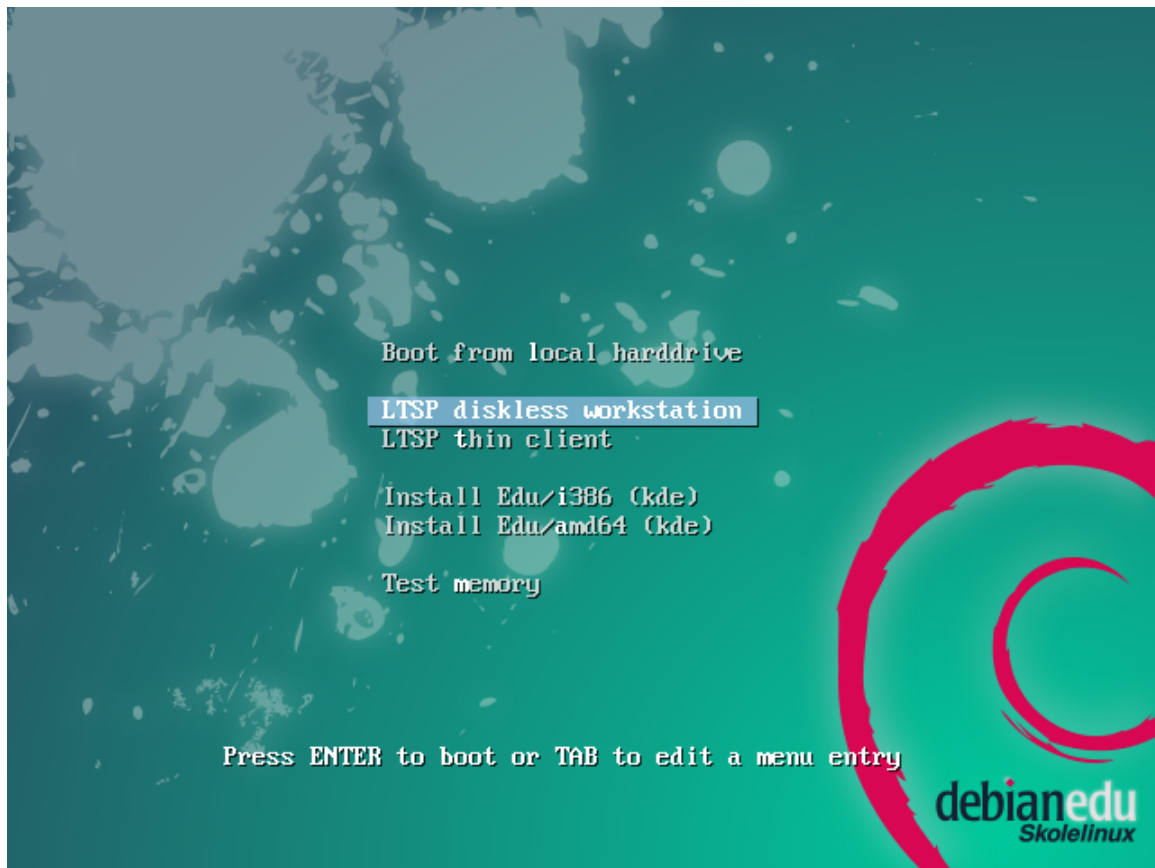 Boot from local harddrive
LTSP diskless workstation
LTSP thin client
Install Edu/i386 (kde)
Install Edu/amd64 (kde)
Test memory
Press ENTER to boot or TAB to edit a menu entry
debianedu
Skolelinux